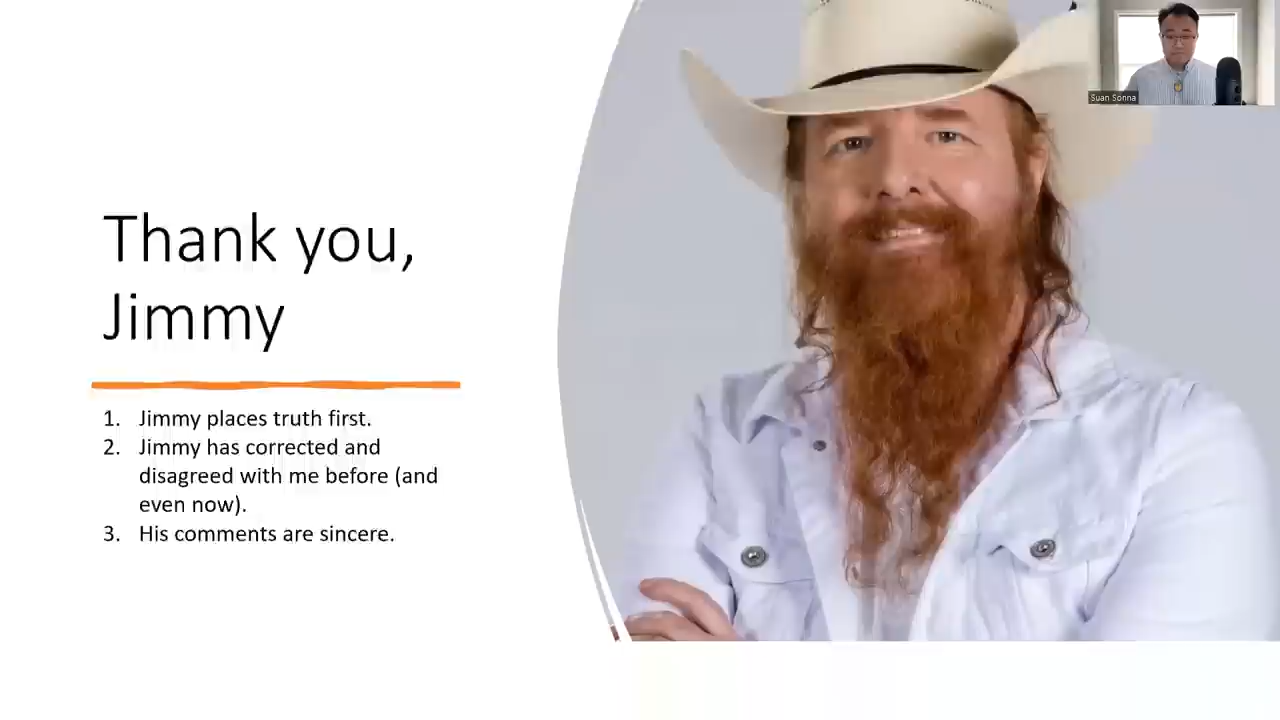 Thank you,
Jimmy
1. Jimmy places truth first.
2. Jimmy has corrected and
disagreed with me before (and
even now).
3. His comments are sincere.
Suan Sonna